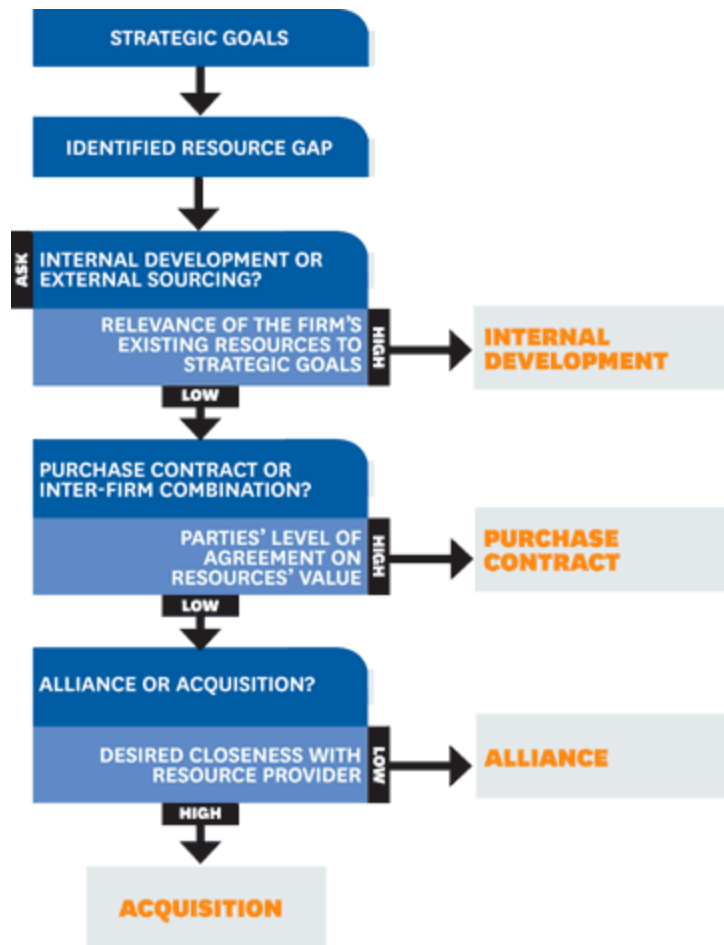 STRATEGIC GOALS
IDENTIFIED RESOURCE GAP
ASK
INTERNAL DEVELOPMENT OR
EXTERNAL SOURCING?
RELEVANCE OF THE FIRM'S
EXISTING RESOURCES TO
STRATEGIC GOALS
HIGH
INTERNAL
DEVELOPMENT
LOW
PURCHASE CONTRACT OR
INTER-FIRM COMBINATION?
PARTIES' LEVEL OF
AGREEMENT ON
RESOURCES' VALUE
HIGH
PURCHASE
CONTRACT
LOW
ALLIANCE OR ACQUISITION?
DESIRED CLOSENESS WITH
RESOURCE PROVIDER
LOW
ALLIANCE
HIGH
ACQUISITION